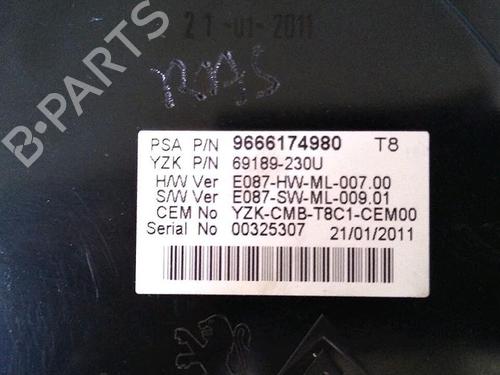 21-01-2011
B-PARTS
PSA P/N 9666174980 T8
YZK P/N 69189-230U
H/W Ver E087-HW-ML-007.00
S/W Ver E087-SW-ML-009.01
CEM No YZK-CMB-T8C1-CEM00
Serial No 00325307 21/01/2011